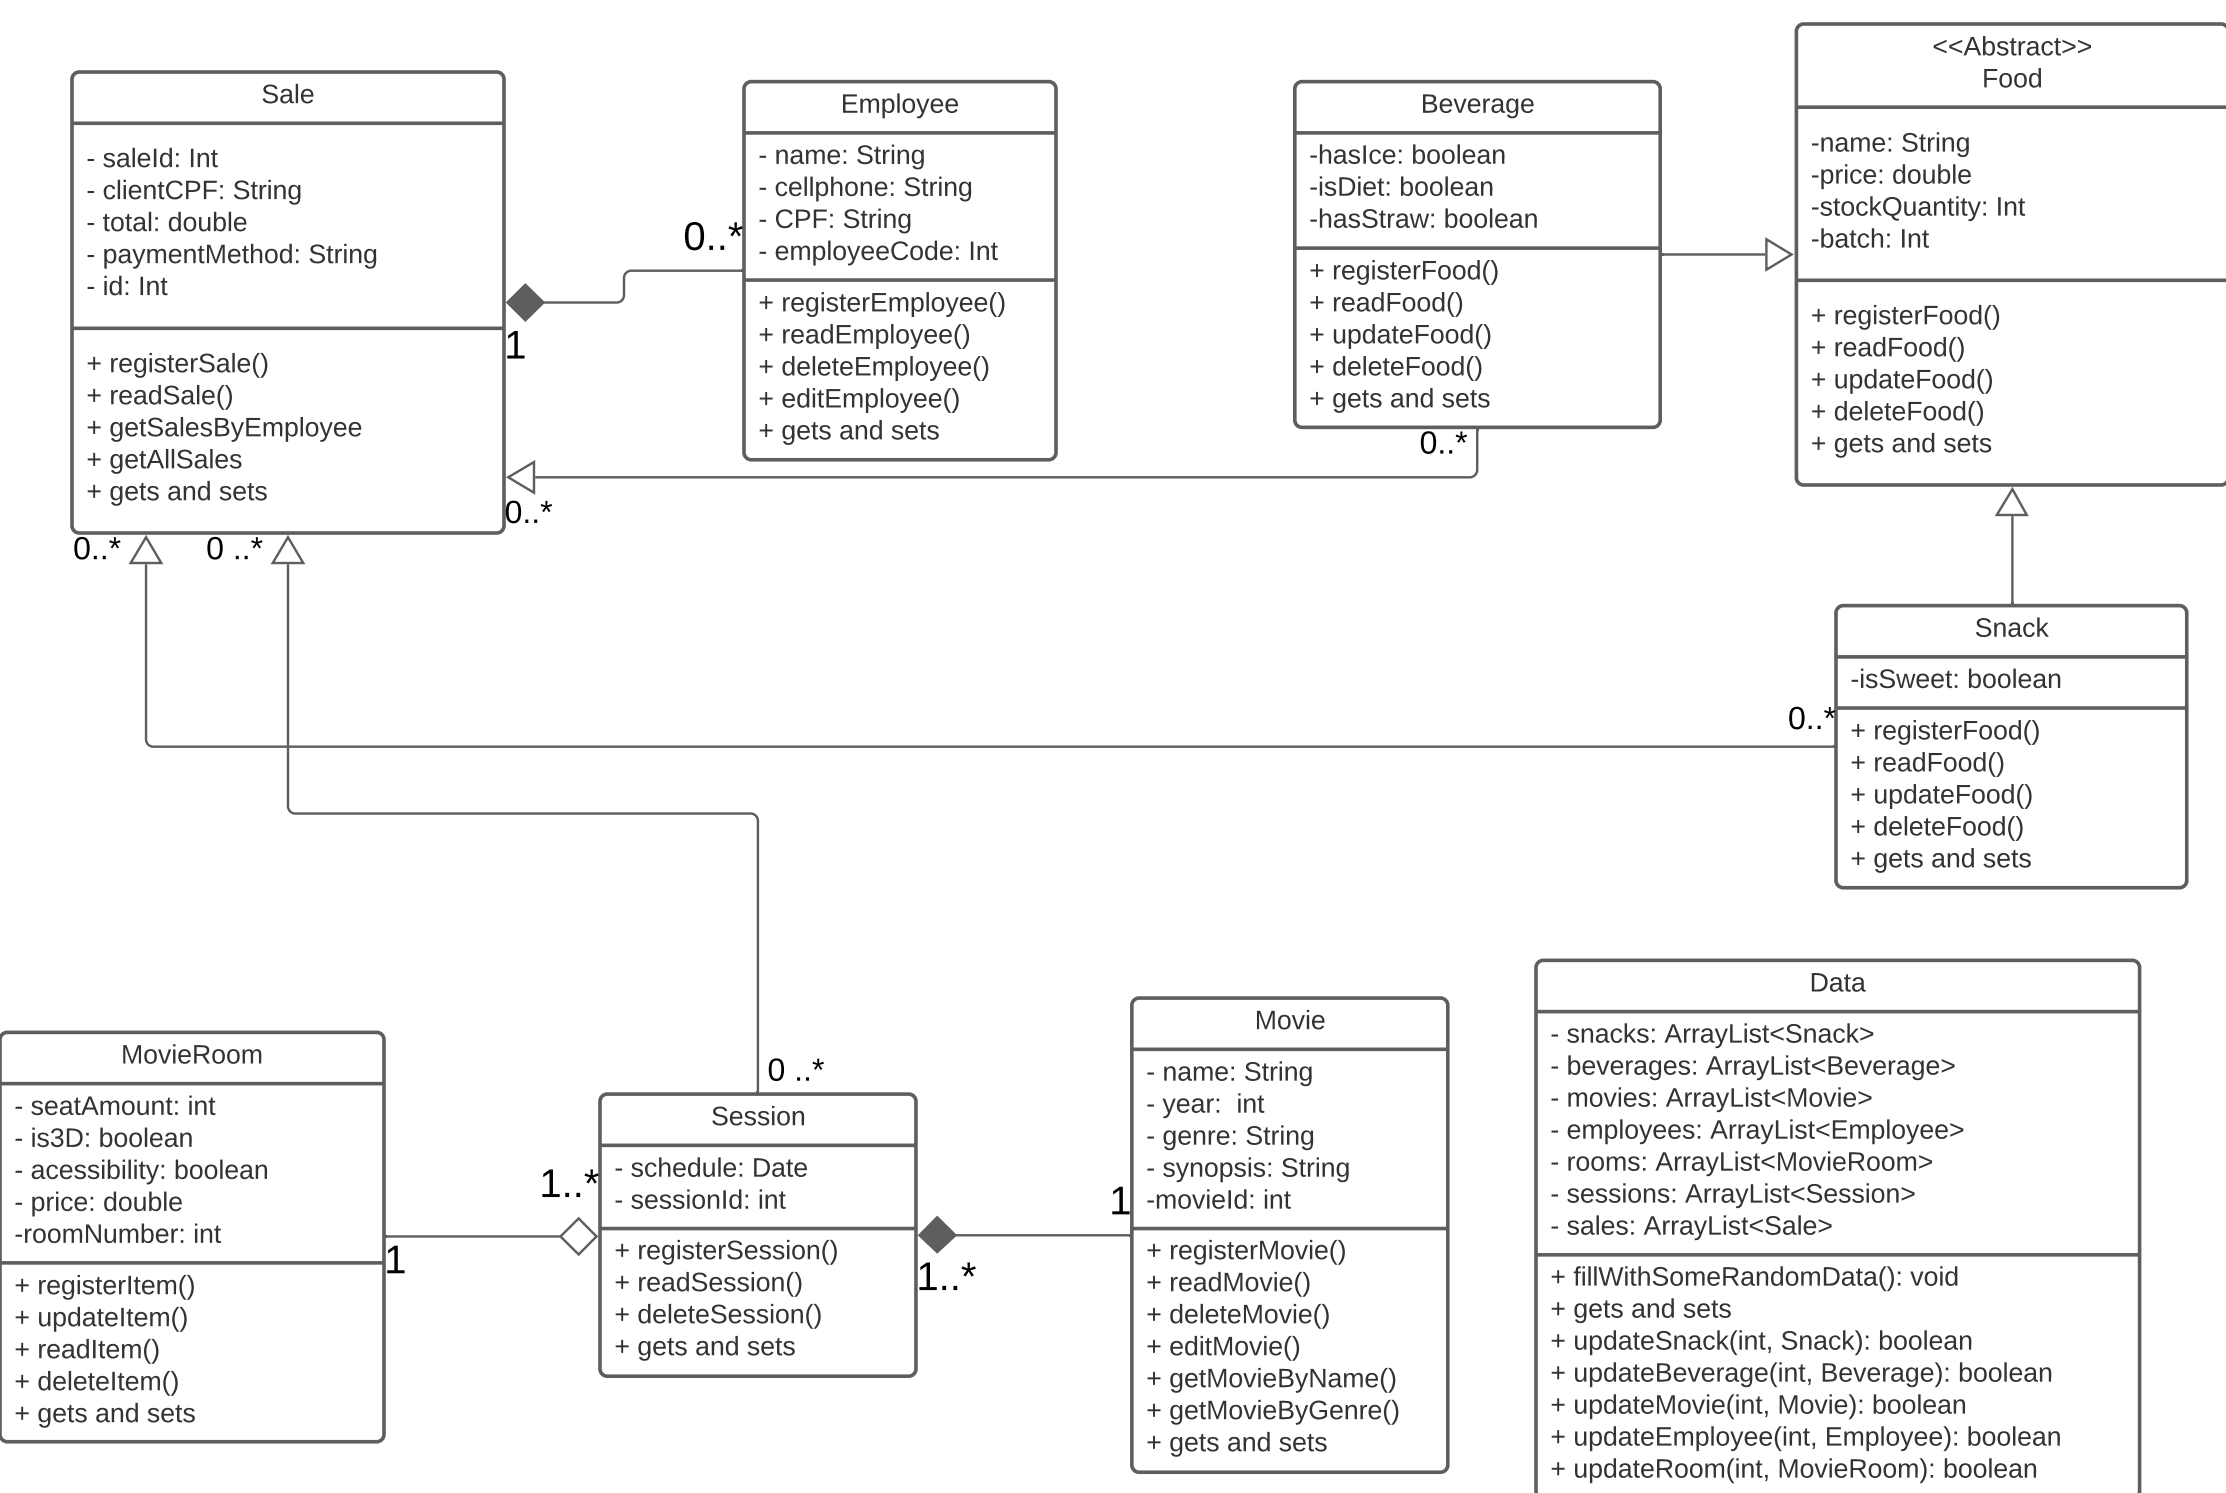 Sale
- saleId: Int
- clientCPF: String
- total: double
- paymentMethod: String
- id: Int
+ registerSale()
+ readSale()
+ getSalesByEmployee
+ getAllSales
+ gets and sets
1
0..*
0..*
0 ..*
0..*
0..*
Employee
- name: String
- cellphone: String
- CPF: String
- employeeCode: Int
+ registerEmployee()
+ readEmployee()
+ deleteEmployee()
+ editEmployee()
+ gets and sets
Beverage
-hasIce: boolean
-isDiet: boolean
-hasStraw: boolean
+ registerFood()
+ readFood()
+ updateFood()
+ deleteFood()
+ gets and sets
0..*
<<Abstract>>
Food
-name: String
-price: double
-stockQuantity: Int
-batch: Int
+ registerFood()
+ readFood()
+ updateFood()
+ deleteFood()
+ gets and sets
Snack
-isSweet: boolean
0..*
+ registerFood()
+ readFood()
+ updateFood()
+ deleteFood()
+ gets and sets
MovieRoom
- seatAmount: int
- is3D: boolean
- acessibility: boolean
- price: double
-roomNumber: int
+ registerItem()
+ updateItem()
+ readItem()
+ deleteItem()
+ gets and sets
1
1..*
0 ..*
Session
- schedule: Date
- sessionId: int
+ registerSession()
+ readSession()
+ deleteSession()
+ gets and sets
1..*
1
Movie
- name: String
- year:  int
- genre: String
- synopsis: String
-movieId: int
+ registerMovie()
+ readMovie()
+ deleteMovie()
+ editMovie()
+ getMovieByName()
+ getMovieByGenre()
+ gets and sets
Data
- snacks: ArrayList<Snack>
- beverages: ArrayList<Beverage>
- movies: ArrayList<Movie>
- employees: ArrayList<Employee>
- rooms: ArrayList<MovieRoom>
- sessions: ArrayList<Session>
- sales: ArrayList<Sale>
+ fillWithSomeRandomData(): void
+ gets and sets
+ updateSnack(int, Snack): boolean
+ updateBeverage(int, Beverage): boolean
+ updateMovie(int, Movie): boolean
+ updateEmployee(int, Employee): boolean
+ updateRoom(int, MovieRoom): boolean